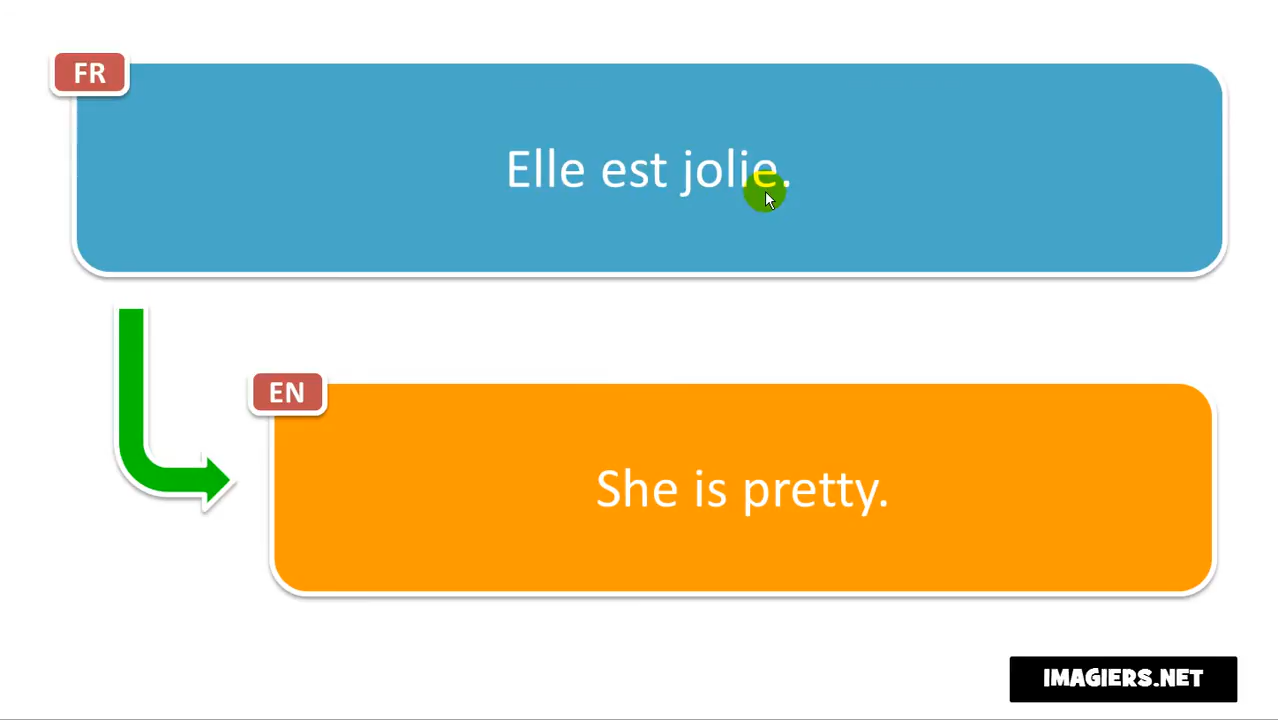 FR
Elle est jolie.
EN
She is pretty.
IMAGIERS.NET